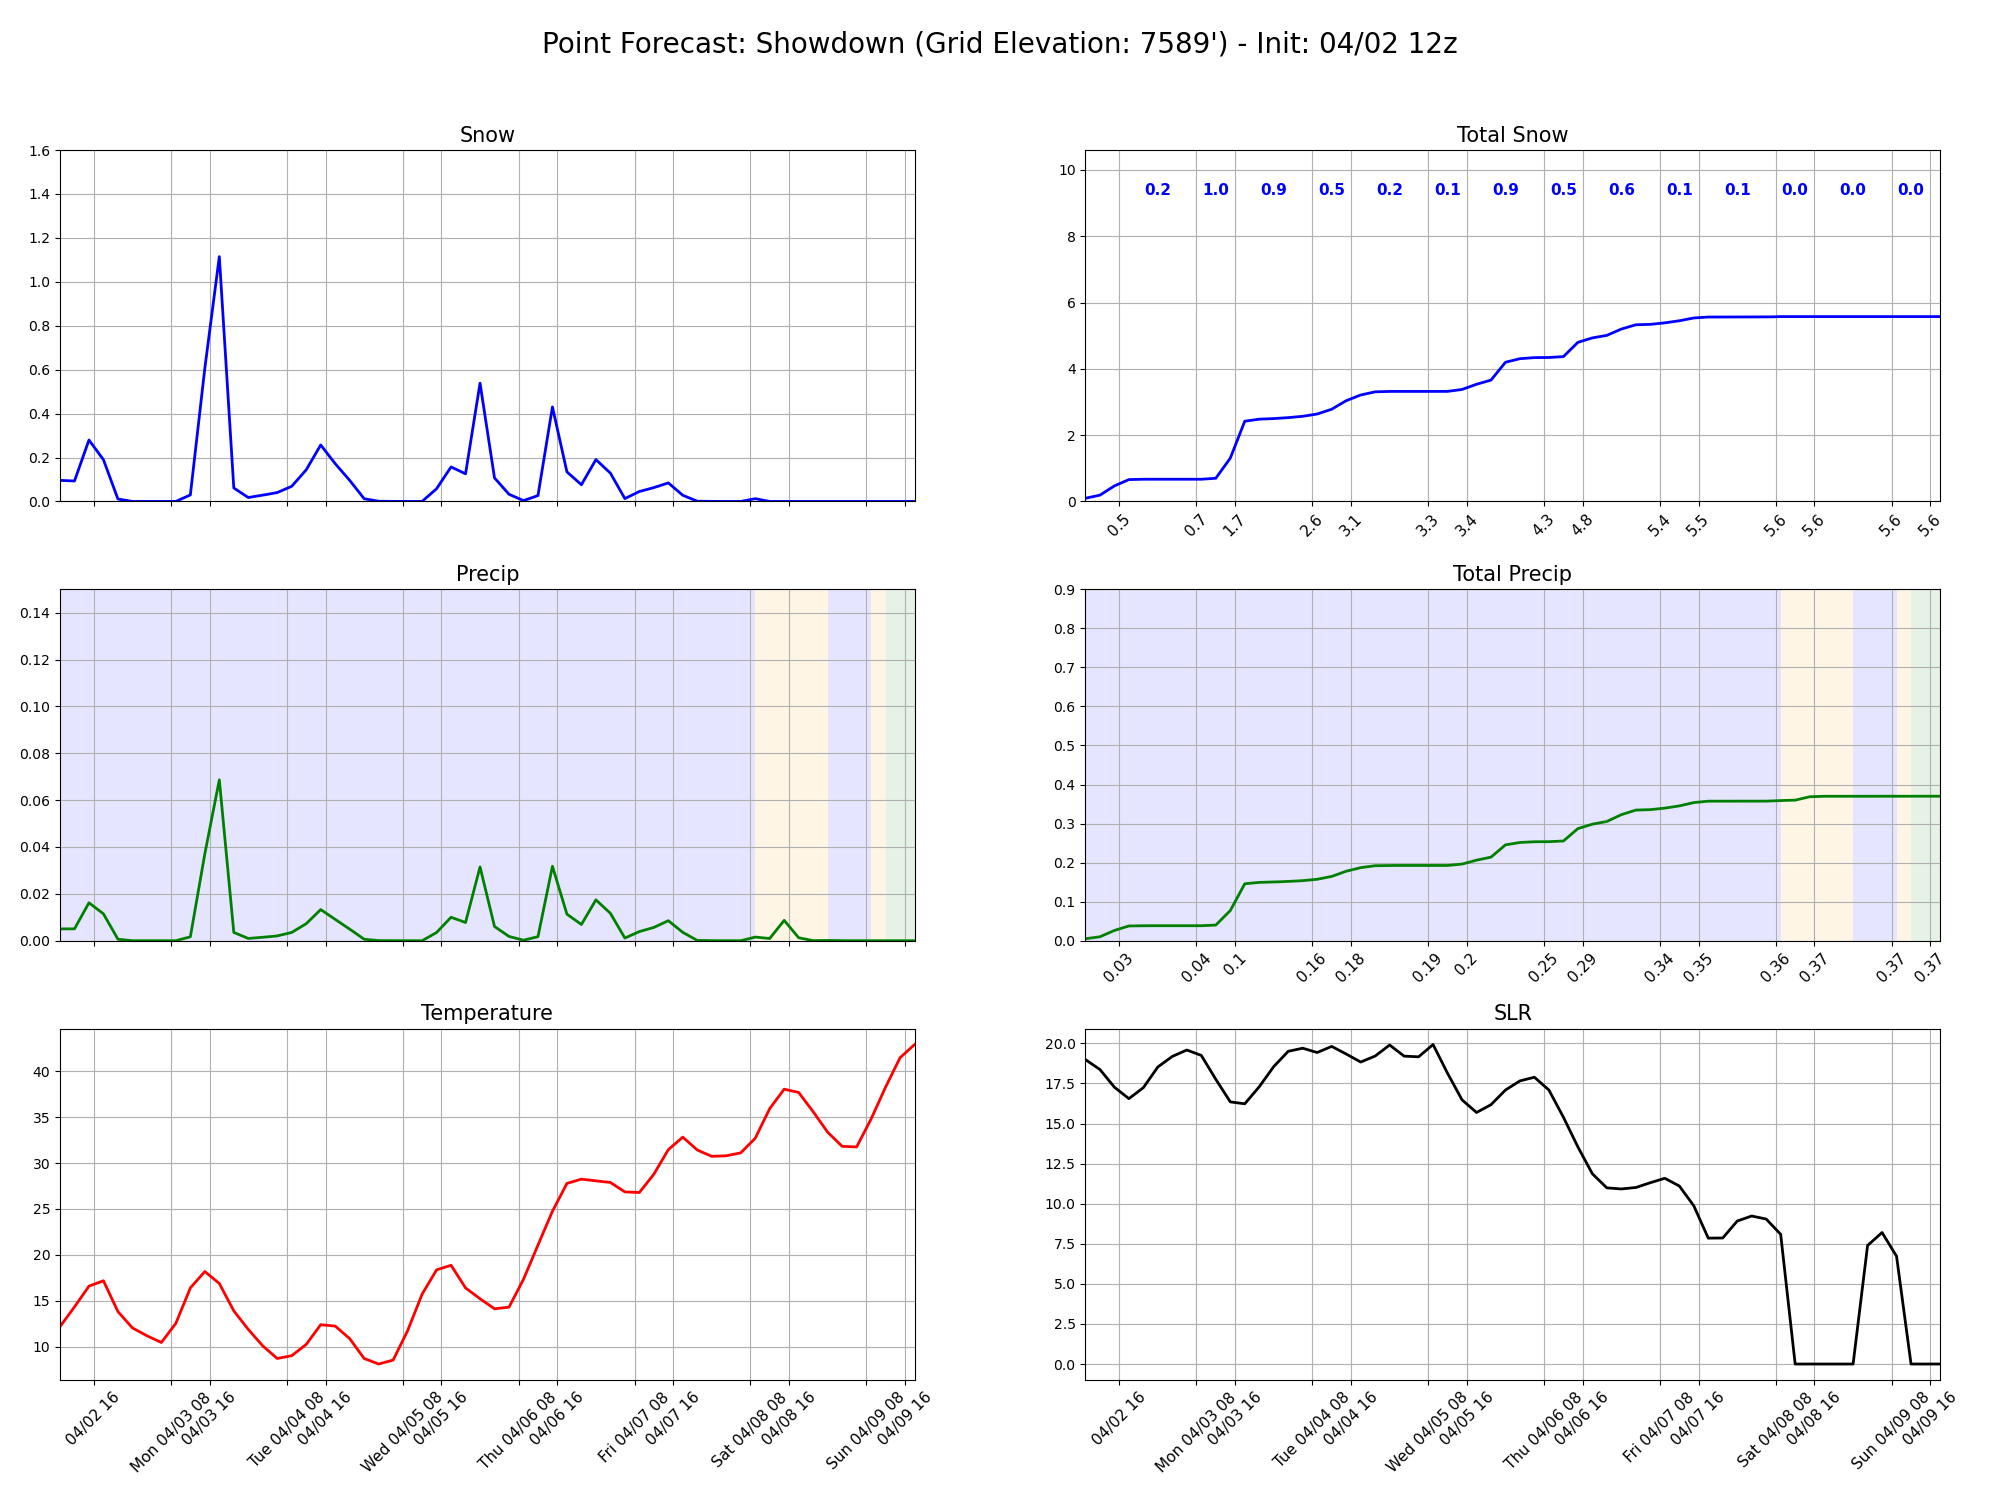 Point Forecast: Showdown (Grid Elevation: 7589') - Init: 04/02 12z
Snow
1.6
1.4
1.2
1.0
0.8
0.6
0.4
0.2
0.0
Total Snow
10
8
6
4
2
0
0.2 1.0 0.9 0.5 0.2 0.1 0.9 0.5 0.6 0.1 0.1 0.0 0.0 0.0
0.5 0.7 1.7 2.6 3.1 3.3 3.4 4.3 4.8 5.4 5.5 5.6 5.6 5.6 5.6
Precip
0.14
0.12
0.10
0.08
0.06
0.04
0.02
0.00
Total Precip
0.9
0.8
0.7
0.6
0.5
0.4
0.3
0.2
0.1
0.0
0.03 0.04 0.1 0.16 0.18 0.19 0.2 0.25 0.29 0.34 0.35 0.36 0.37 0.37 0.37
Temperature
40
35
30
25
20
15
10
04/02 16
Mon 04/03 08
04/03 16
Tue 04/04 08
04/04 16
Wed 04/05 08
04/05 16
Thu 04/06 08
04/06 16
Fri 04/07 08
04/07 16
Sat 04/08 08
04/08 16
Sun 04/09 08
04/09 16
SLR
20.0
17.5
15.0
12.5
10.0
7.5
5.0
2.5
0.0
04/02 16
Mon 04/03 08
04/03 16
Tue 04/04 08
04/04 16
Wed 04/05 08
04/05 16
Thu 04/06 08
04/06 16
Fri 04/07 08
04/07 16
Sat 04/08 08
04/08 16
Sun 04/09 08
04/09 16